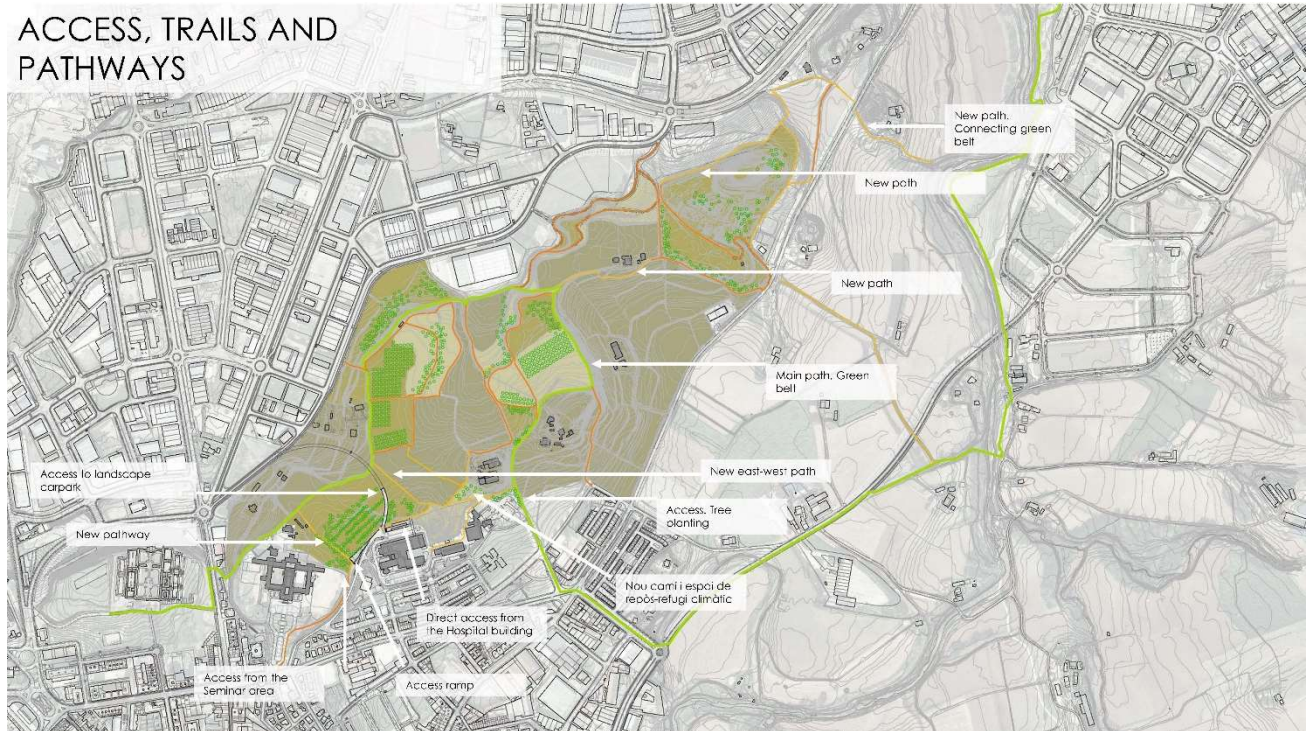 ACCESS, TRAILS AND
PATHWAYS
New path.
Connecting green
belt
New path
New path
Main path. Green
belt
Access to landscape
carpark
New east-west path
Access. Tree
planting
New pathway
Nou camí i espai de
repòs-refugi climàtic
Direct access from
the Hospital building
Access from the
Seminar area
Access ramp